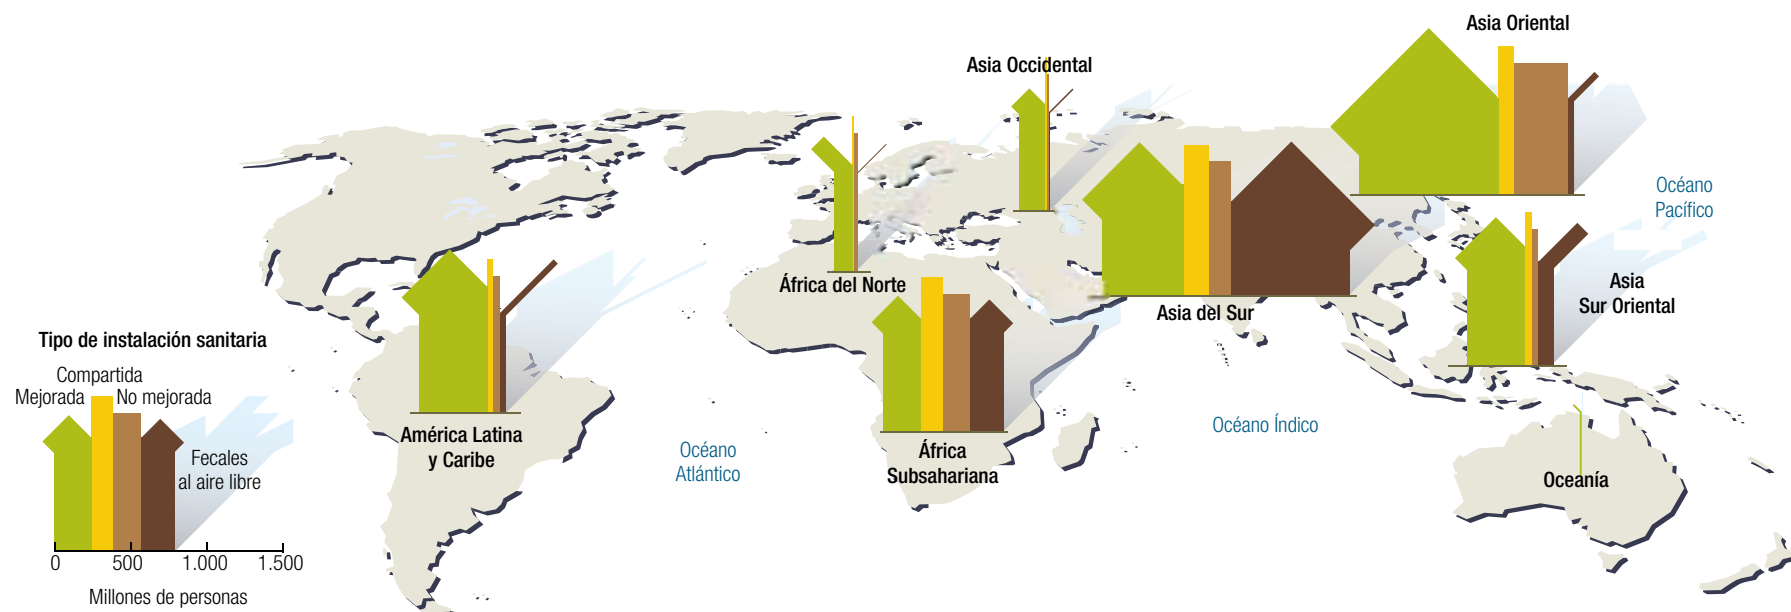 Asia Oriental
Asia Occidental
Océano
Pacífico
África del Norte
Asia del Sur
Asia
Sur Oriental
Tipo de instalación sanitaria
Compartida
Mejorada
No mejorada
Fecales
al aire libre
0
500
1.000
1.500
Millones de personas
América Latina
y Caribe
Océano
Atlántico
África
Subsahariana
Océano Índico
Oceanía